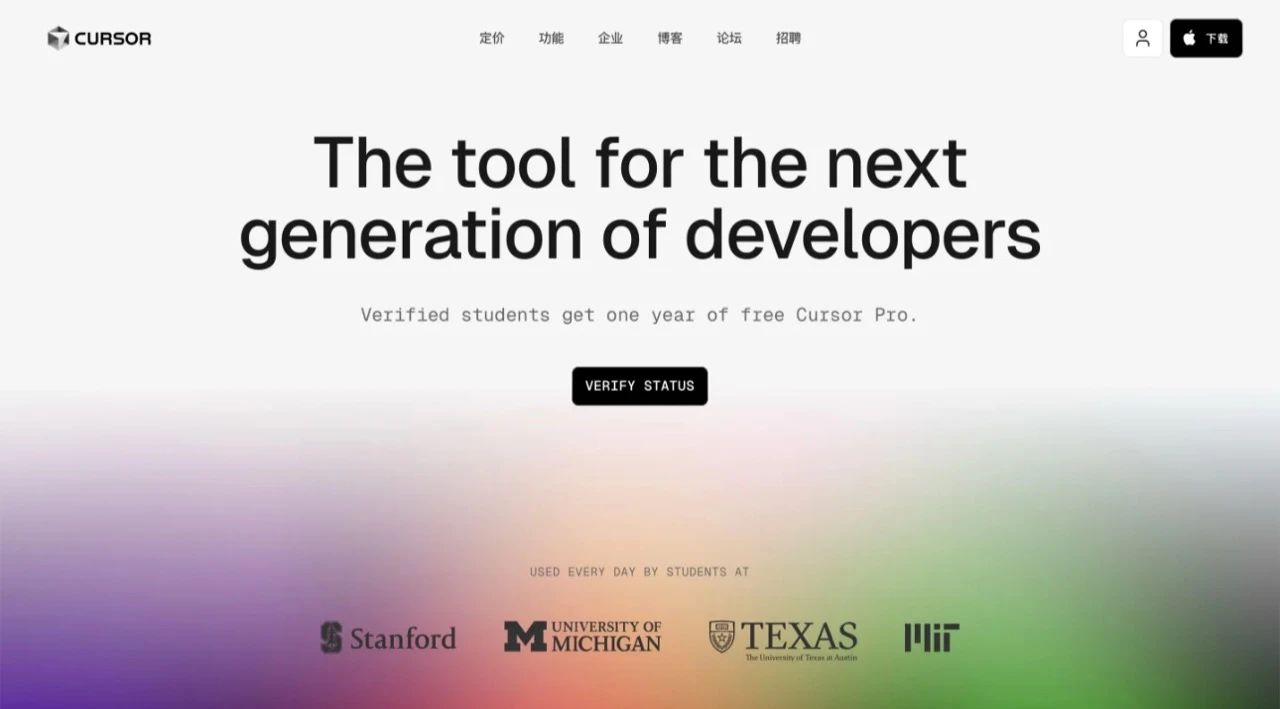 CURSOR
定价 功能 企业 博客 论坛 招聘
下载
The tool for the next
generation of developers
Verified students get one year of free Cursor Pro.
VERIFY STATUS
USED EVERY DAY BY STUDENTS AT
Stanford
M UNIVERSITY OF
MICHIGAN
TEXAS
The University of Texas at Austin
MIT